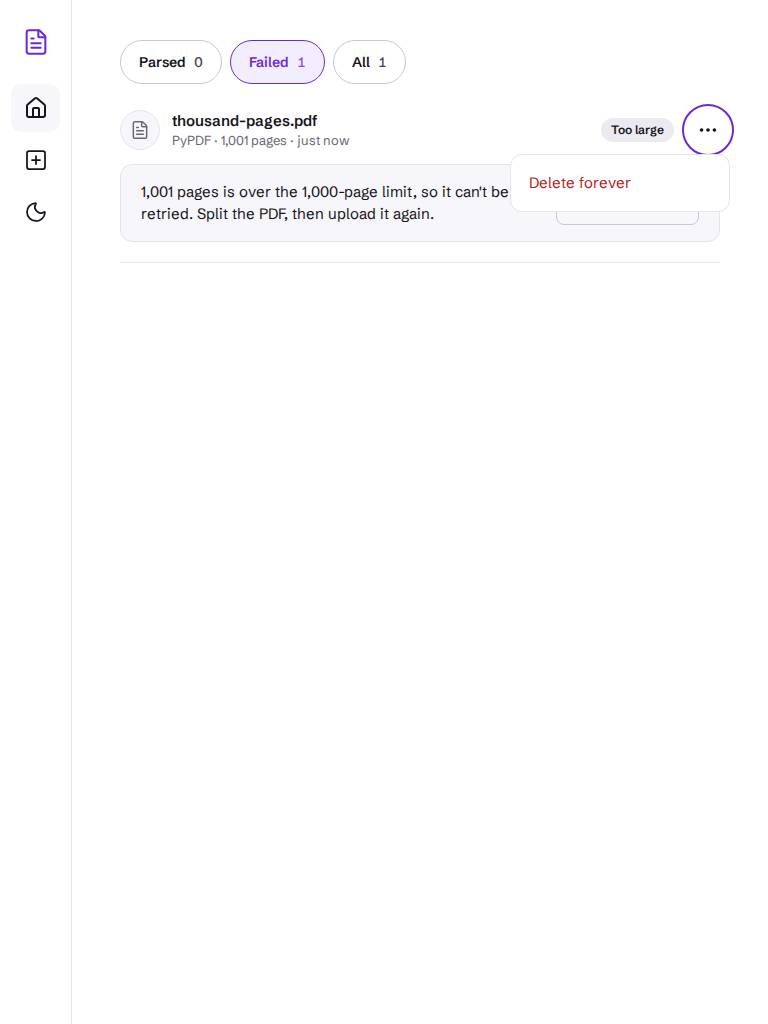 Parsed 0
Failed 1
All 1
thousand-pages.pdf
PyPDF · 1,001 pages · just now
Too large
Delete forever
1,001 pages is over the 1,000-page limit, so it can't be
retried. Split the PDF, then upload it again.